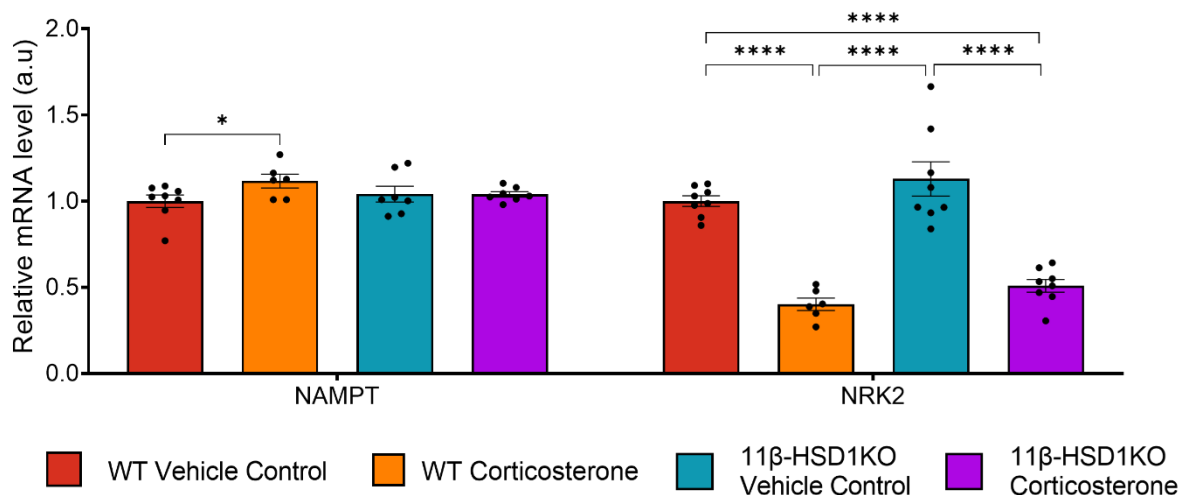 ****
2.0
**** **** ****
1.5
*
1.0
0.5
0.0
Relative mRNA level (a.u)
NAMPT NRK2
WT Vehicle Control
WT Corticosterone
11β-HSD1KO
Vehicle Control
11β-HSD1KO
Corticosterone